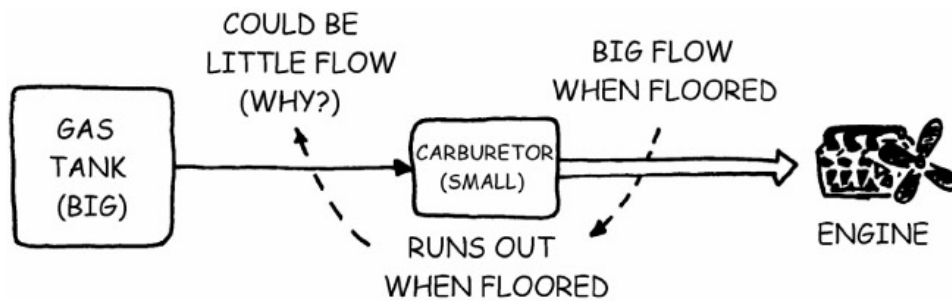 COULD BE
LITTLE FLOW
(WHY?)
BIG FLOW
WHEN FLOORED
GAS
TANK
(BIG)
CARBURETOR
(SMALL)
ENGINE
RUNS OUT
WHEN FLOORED